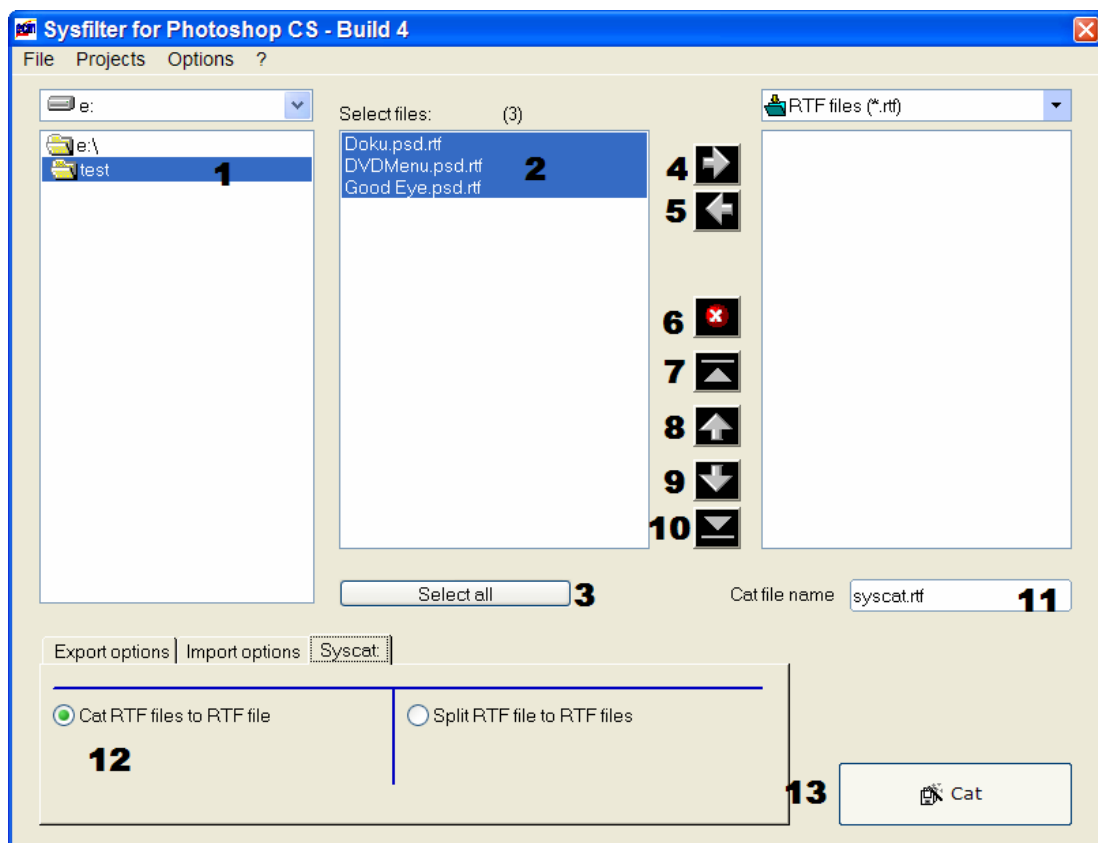 Sysfilter for Photoshop CS - Build 4
File Projects Options ?
e:
Select files: (3)
RTF files (*.rtf)
e:\
test
1
Doku.psd.rtf
DVDMenu.psd.rtf
Good Eye.psd.rtf
2
4
5
6
7
8
9
10
Select all
3
Cat file name
syscat.rtf
11
Export options
Import options
Syscat:
Cat RTF files to RTF file
Split RTF file to RTF files
12
13
Cat